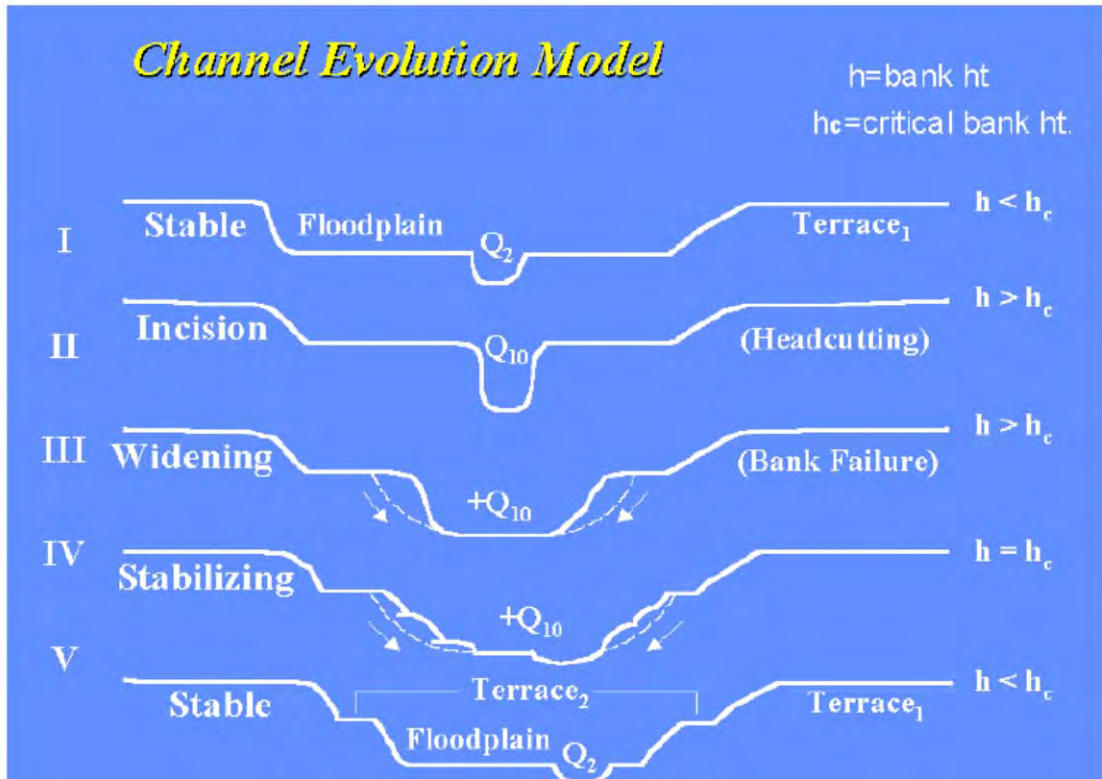 Channel Evolution Model
h=bank ht
hc=critical bank ht.
I Stable Floodplain Q2 Terrace1 h < hc
II Incision Q10 (Headcutting) h > hc
III Widening +Q10 (Bank Failure) h > hc
IV Stabilizing +Q10 h = hc
V Stable Terrace2 Terrace1 h < hc
Floodplain Q2